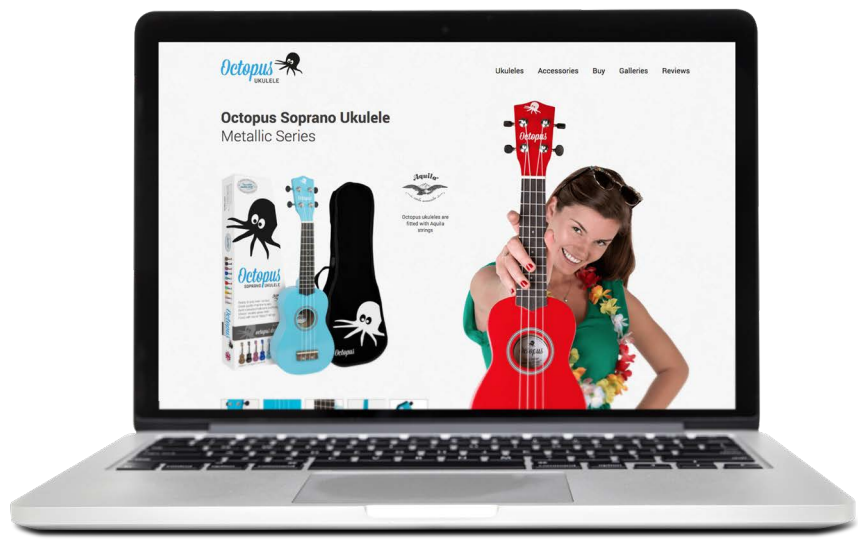 Octopus
UKULELE
Ukuleles
Accessories
Buy
Galleries
Reviews
Octopus Soprano Ukulele
Metallic Series
Octopus
Aquila
Octopus ukuleles are
fitted with Aquila
strings
Octopus
SOPRANO UKULELE
Octopus
Octopus